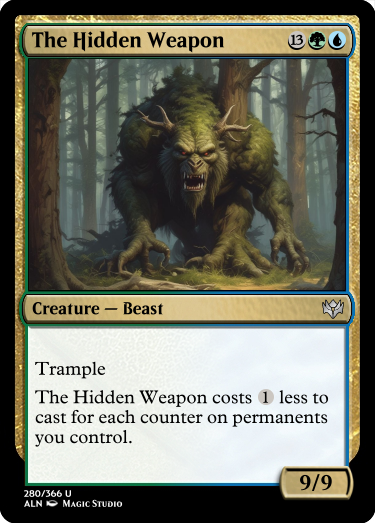 The Hidden Weapon 13
Creature — Beast
Trample
The Hidden Weapon costs 1 less to
cast for each counter on permanents
you control.
9/9
280/366 U
ALN Magic Studio